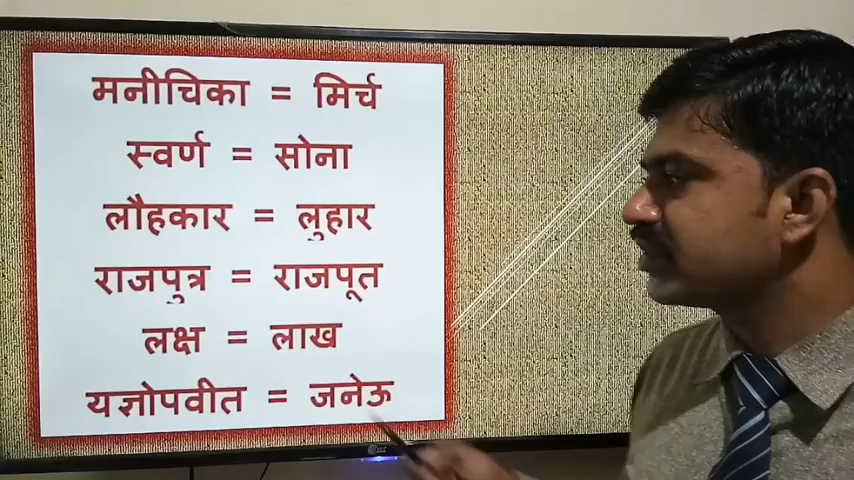 मनीचिका = मिर्च
स्वर्ण = सोना
लौहकार = लुहार
राजपुत्र = राजपूत
लक्ष = लाख
यज्ञोपवीत = जनेऊ